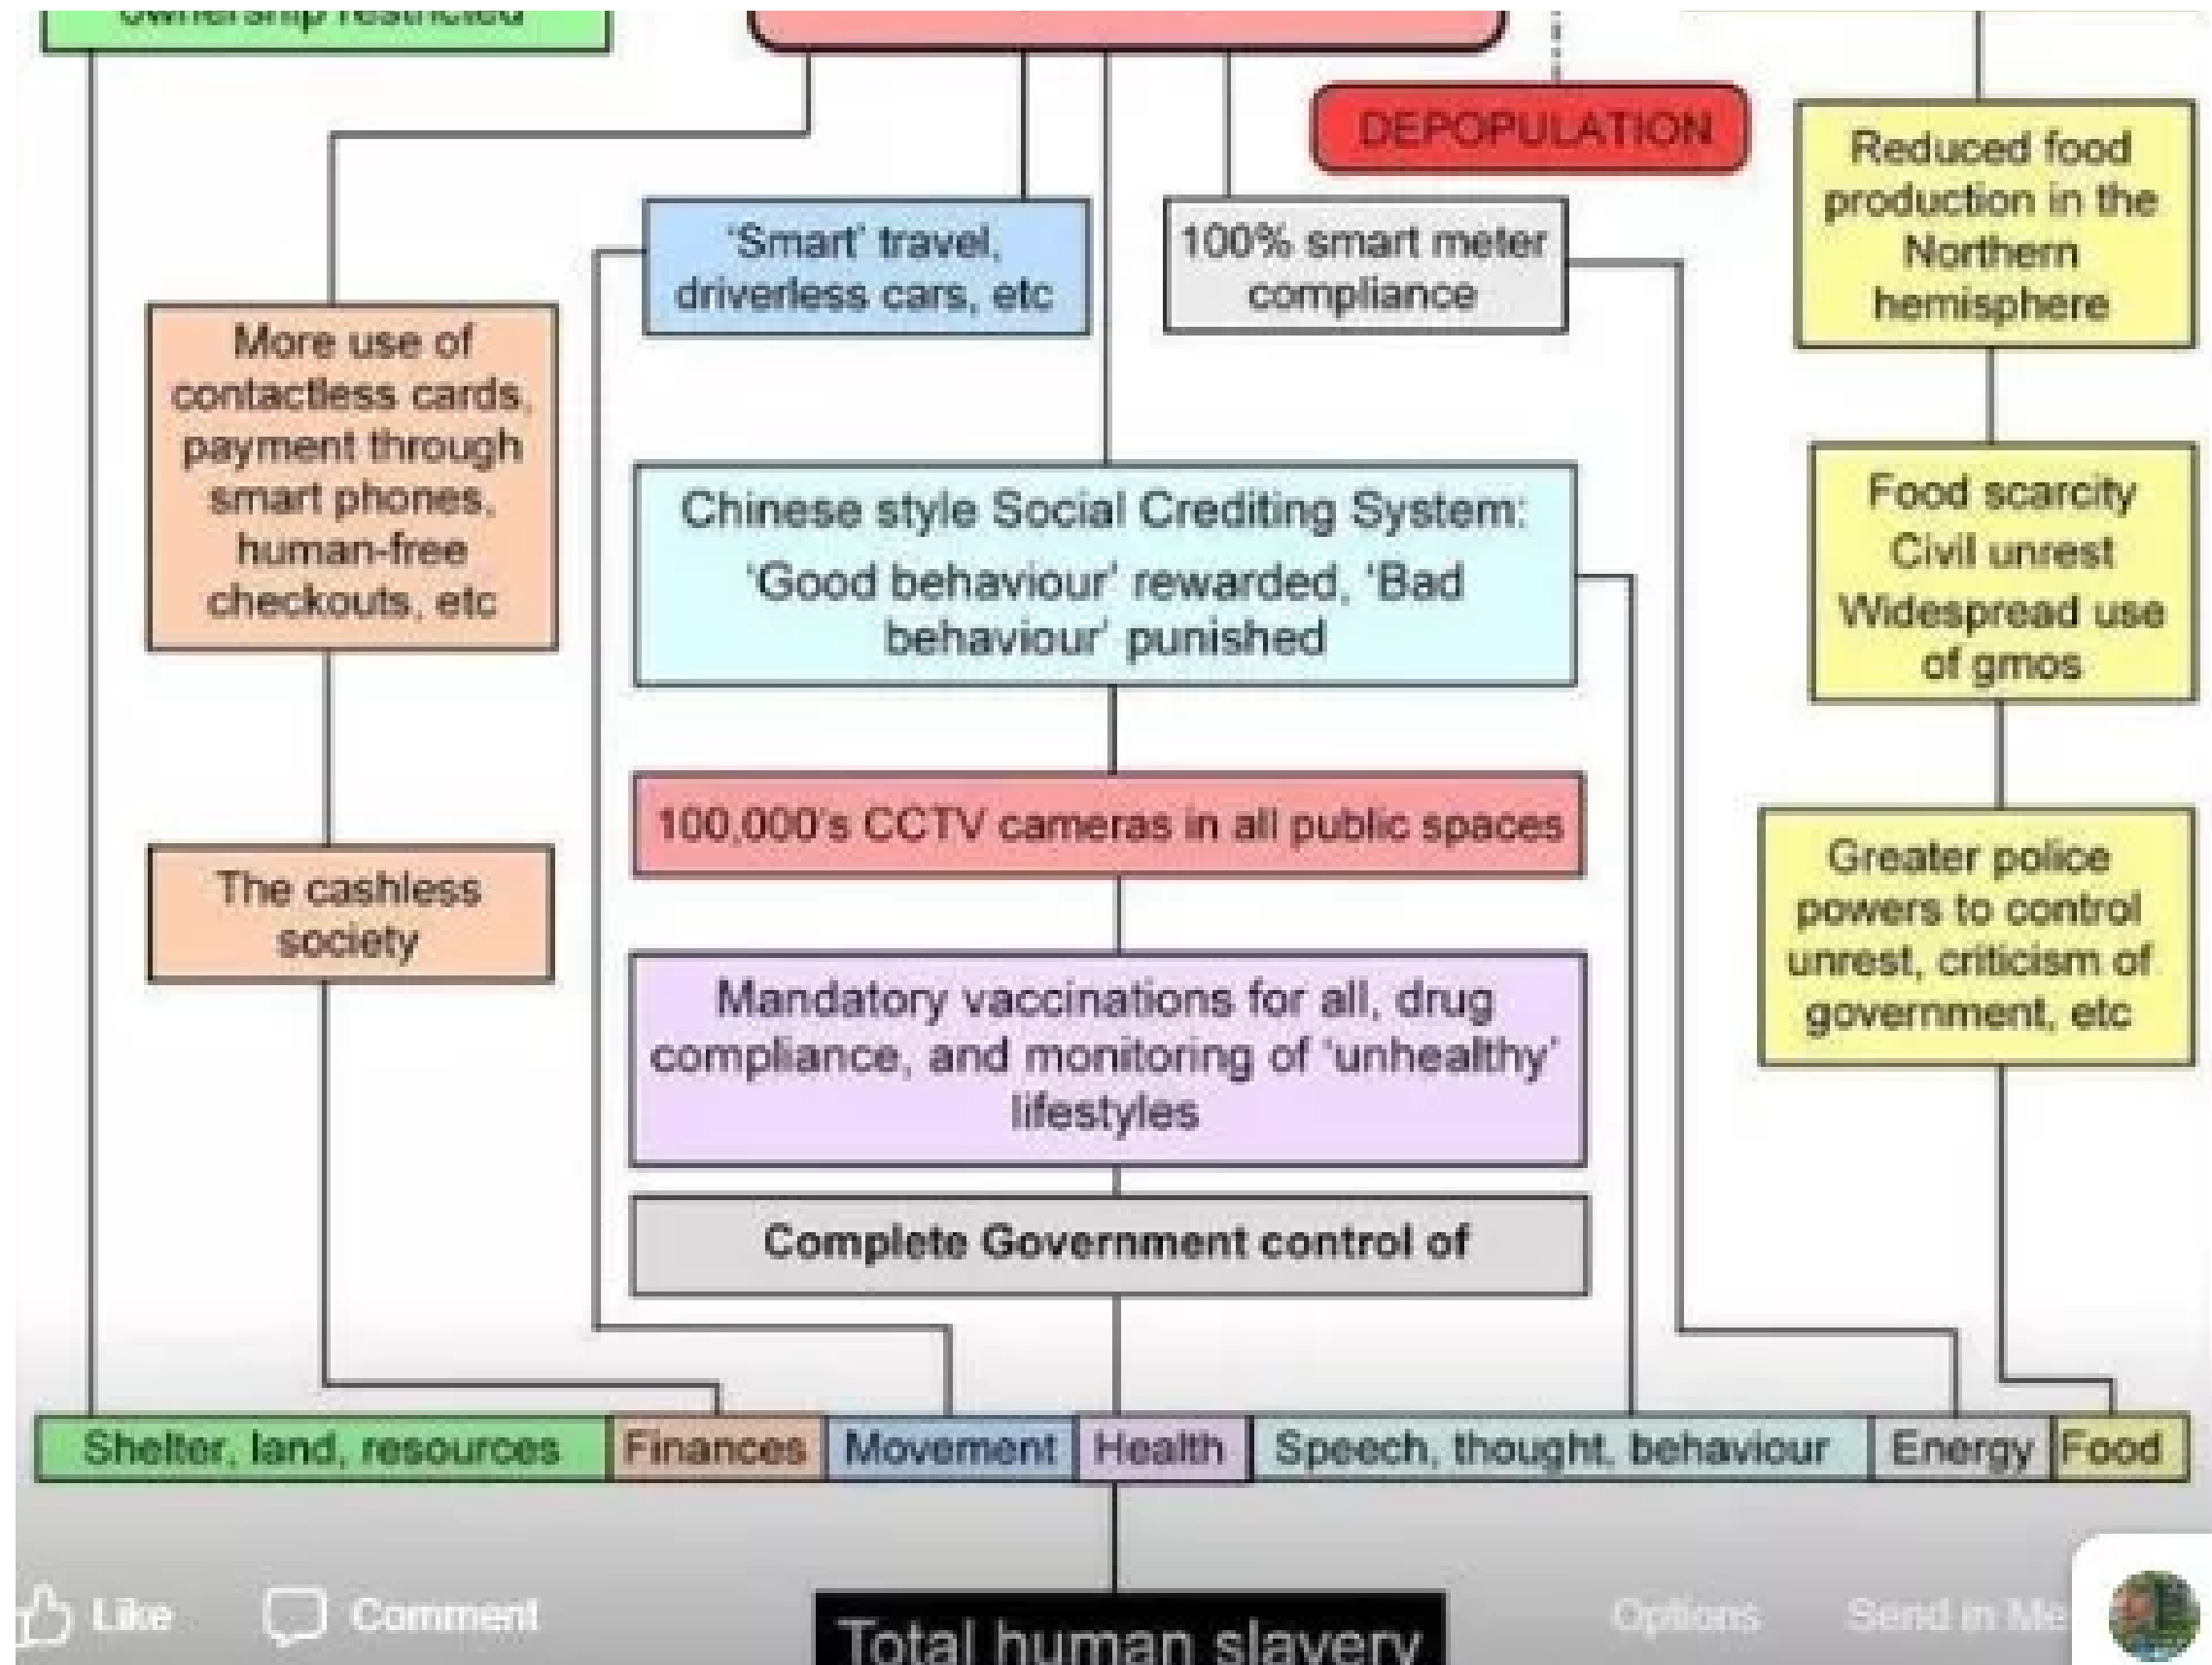 ownership restricted
DEPOPULATION
Reduced food
production in the
Northern
hemisphere
'Smart' travel,
driverless cars, etc
100% smart meter
compliance
More use of
contactless cards,
payment through
smart phones,
human-free
checkouts, etc
Chinese style Social Crediting System:
'Good behaviour' rewarded, 'Bad
behaviour' punished
Food scarcity
Civil unrest
Widespread use
of gmos
100,000's CCTV cameras in all public spaces
The cashless
society
Greater police
powers to control
unrest, criticism of
government, etc
Mandatory vaccinations for all, drug
compliance, and monitoring of 'unhealthy'
lifestyles
Complete Government control of
Shelter, land, resources
Finances
Movement
Health
Speech, thought, behaviour
Energy
Food
Like
Comment
Options
Send in Me
Total human slavery